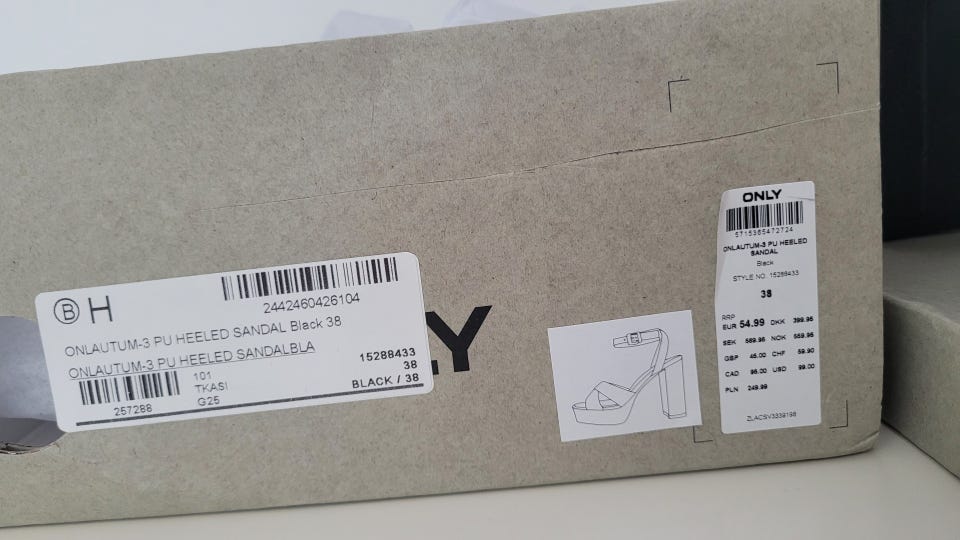 B H
2442460426104
ONLAUTUM-3 PU HEELED SANDAL Black 38
ONLAUTUM-3 PU HEELED SANDALBLA
257288
101
TKASI
G25
15288433
38
BLACK / 38
LY
ONLY
5715365472724
ONLAUTUM-3 PU HEELED
SANDAL
Black
STYLE NO. 15288433
38
RRP
EUR 54.99 DKK 399.95
SEK 569.95 NOK 559.95
GBP 45.00 CHF 59.90
CAD 96.00 USD 99.00
PLN 249.99
ZLACSV3339198